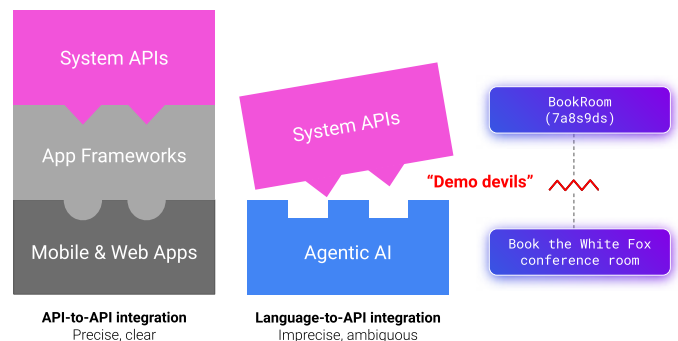 System APIs
App Frameworks
Mobile & Web Apps
API-to-API integration
Precise, clear
System APIs
Agentic AI
Language-to-API integration
Imprecise, ambiguous
BookRoom
(7a8s9ds)
“Demo devils”
Book the White Fox
conference room